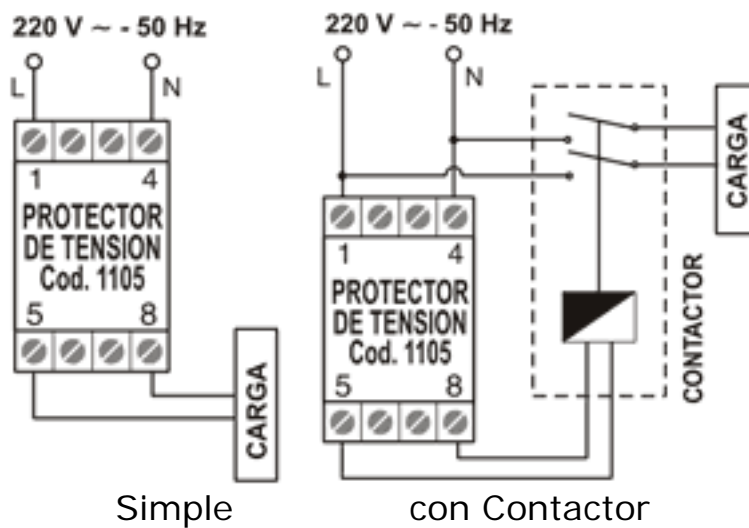 220 V ~ - 50 Hz
L
N
1 4
PROTECTOR
DE TENSION
Cod. 1105
5 8
CARGA
Simple
220 V ~ - 50 Hz
L
N
1 4
PROTECTOR
DE TENSION
Cod. 1105
5 8
CARGA
CONTACTOR
con Contactor